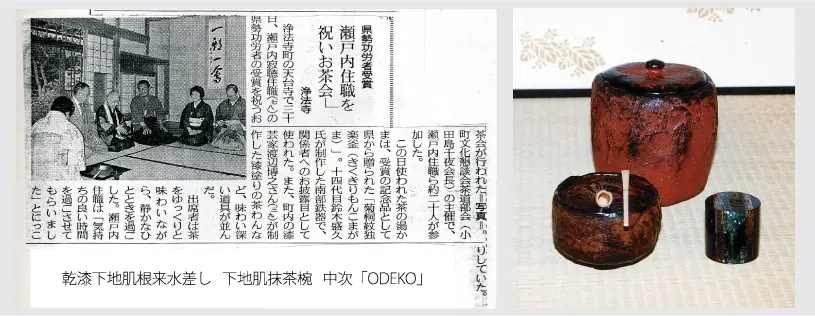 県勢功労者受賞
瀬戸内住職を
祝いお茶会」
浄法寺
浄法寺町の天台寺で三十
日、瀬戸内寂聴住職の
県勢功労者の受賞を祝うお
茶会が行われた=写真=。
町文化懇談会茶道部会(小
田島千夜会長)の主催で、
瀬戸内住職ら約二十人が参
加した。
この日使われた茶の湯か
まは、受賞の記念品として
県から贈られた「菊桐紋独
楽釜(きくぎりもんこまが
ま)」。十四代目鈴木盛久
氏が制作した南部鉄器で、
関係者へのお披露目として
使われた。また、町内の漆
芸家渡辺博之さんが制
作した漆塗りの茶わんな
ど、味わい深
い道具が並ん
だ。
出席者は茶
をゆっくりと
味わいなが
ら、静かなひ
とときを過ご
した。瀬戸内
住職は「気持
ちの良い時間
を過ごさせて
もらいまし
た」とにっこ
りしていた。
一期一會
乾漆下地肌根来水差し 下地肌抹茶椀 中次「ODEKO」